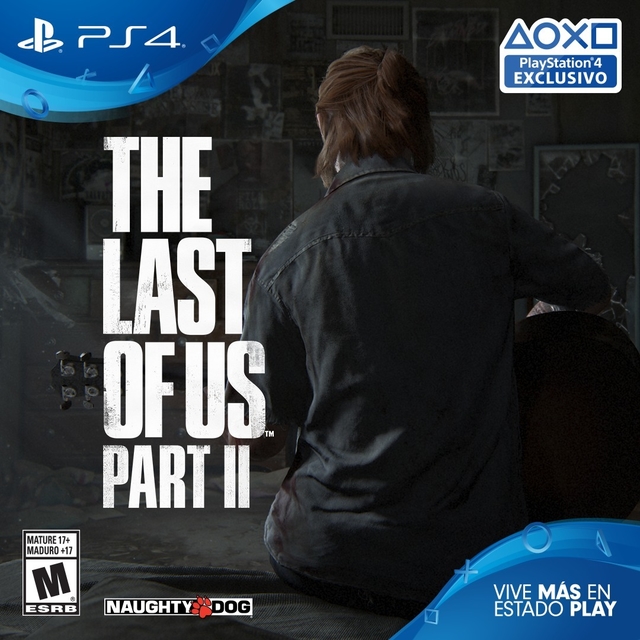 PS4
PlayStation®4
EXCLUSIVO
THE
LAST
OF US™
PART II
MATURE 17+
MADURO +17
M
ESRB
NAUGHTY DOG
VIVE MÁS EN
ESTADO PLAY